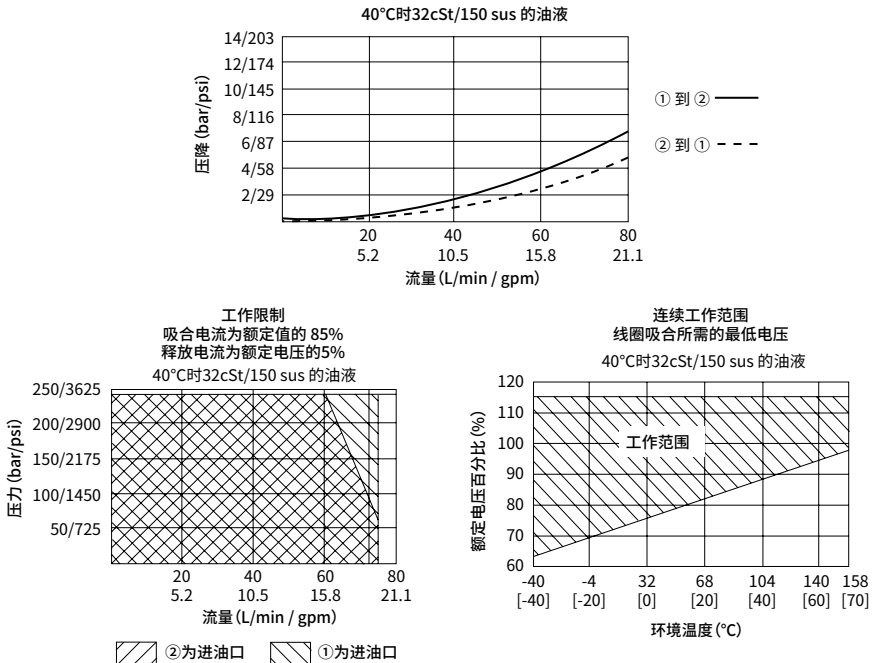 40℃时32cSt/150 sus 的油液
14/203
12/174
10/145
8/116
6/87
4/58
2/29
压降 (bar/psi)
20 40 60 80
5.2 10.5 15.8 21.1
流量 (L/min / gpm)
① 到 ②
② 到 ①
工作限制
吸合电流为额定值的 85%
释放电流为额定电压的5%
40℃时32cSt/150 sus 的油液
250/3625
200/2900
150/2175
100/1450
50/725
压力 (bar/psi)
20 40 60 80
5.2 10.5 15.8 21.1
流量 (L/min / gpm)
②为进油口 ①为进油口
连续工作范围
线圈吸合所需的最低电压
40℃时32cSt/150 sus 的油液
120
110
100
90
80
70
60
额定电压百分比 (%)
工作范围
-40 -4 32 68 104 140 158
[-40] [-20] [0] [20] [40] [60] [70]
环境温度 (℃)